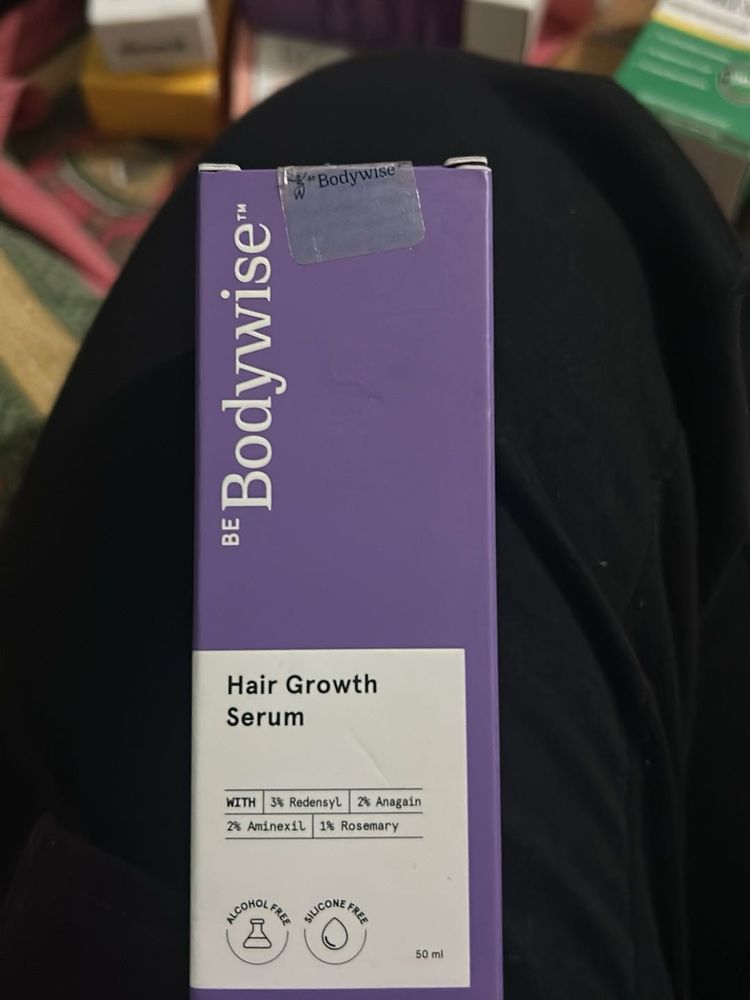 Bodywise
BE Bodywise™
Hair Growth
Serum
WITH 3% Redensyl 2% Anagain
2% Aminexil 1% Rosemary
ALCOHOL FREE
SILICONE FREE
50 ml